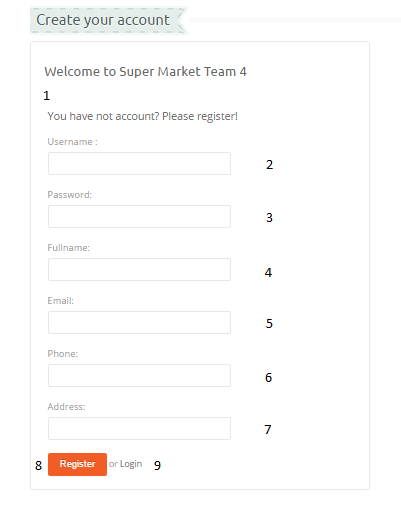 Create your account
Welcome to Super Market Team 4
1
You have not account? Please register!
Username :
2
Password:
3
Fullname:
4
Email:
5
Phone:
6
Address:
7
8 Register or Login 9